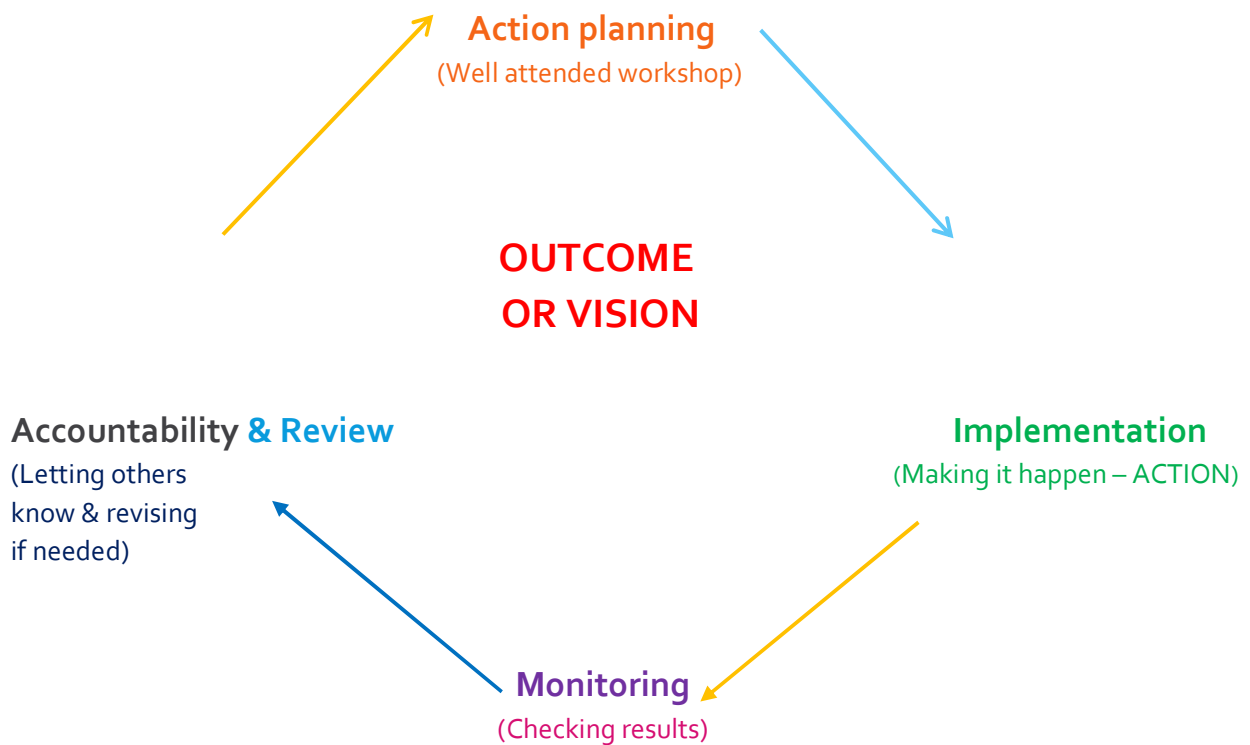 Action planning
(Well attended workshop)
OUTCOME
OR VISION
Accountability & Review
(Letting others
know & revising
if needed)
Implementation
(Making it happen – ACTION)
Monitoring
(Checking results)